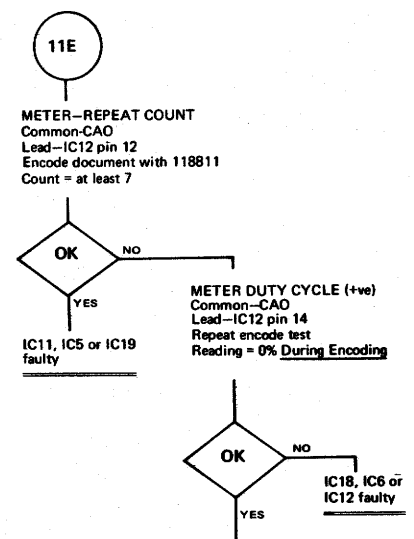 11E
METER–REPEAT COUNT
Common-CAO
Lead–IC12 pin 12
Encode document with 118811
Count = at least 7
OK
NO
YES
IC11, IC5 or IC19
faulty
METER DUTY CYCLE (+ve)
Common–CAO
Lead–IC12 pin 14
Repeat encode test
Reading = 0% During Encoding
OK
NO
IC18, IC6 or
IC12 faulty
YES